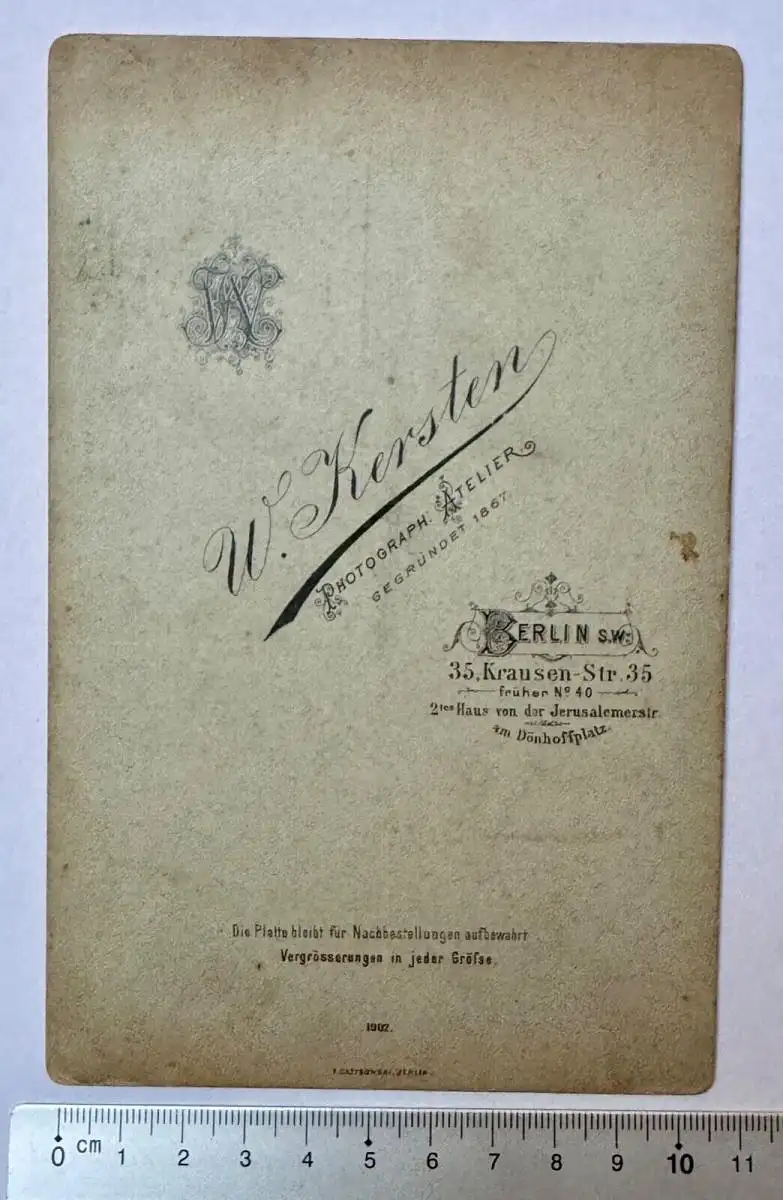 W. Kersten
PHOTOGRAPH. ATELIER.
GEGRÜNDET 1867.
BERLIN S.W.
35, Krausen-Str. 35
früher No 40
2tes Haus von der Jerusalemerstr.
am Dönhoffplatz.
Die Platte bleibt für Nachbestellungen aufbewahrt
Vergrösserungen in jeder Gröfse.
1902.
BERLIN.
0 cm 1 2 3 4 5 6 7 8 9 10 11